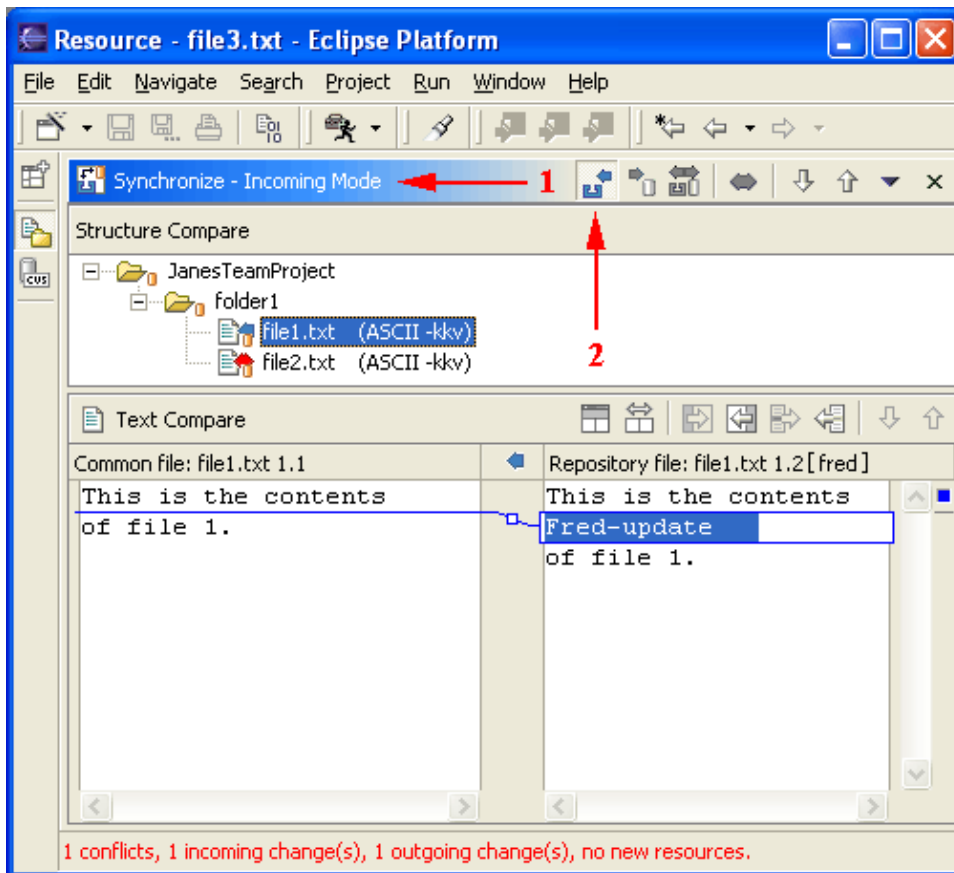 Resource - file3.txt - Eclipse Platform
File Edit Navigate Search Project Run Window Help
Synchronize - Incoming Mode 1
Structure Compare
JanesTeamProject
folder1
file1.txt (ASCII -kkv)
file2.txt (ASCII -kkv)
2
CVS
Text Compare
Common file: file1.txt 1.1 Repository file: file1.txt 1.2[fred]
This is the contents
of file 1.
This is the contents
Fred-update
of file 1.
1 conflicts, 1 incoming change(s), 1 outgoing change(s), no new resources.